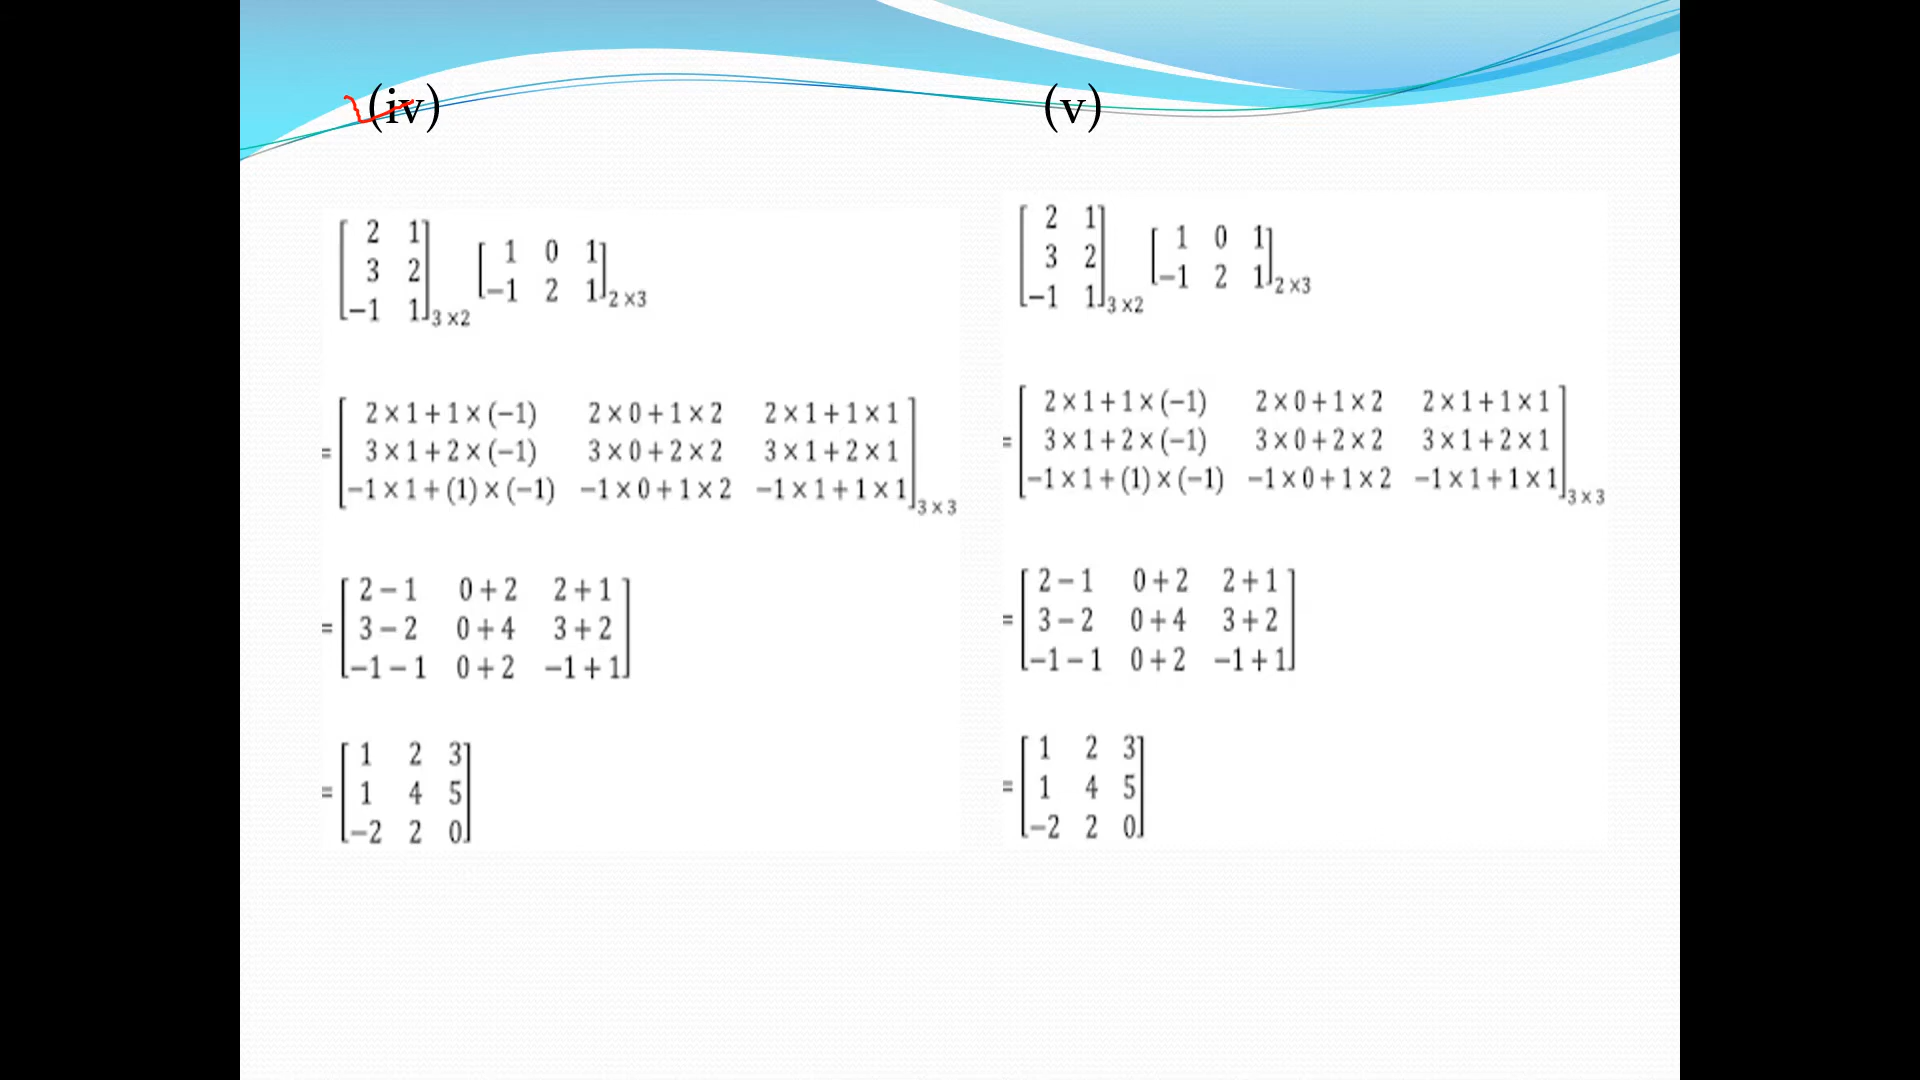 (iv)
[ 2 1 ] [ 1 0 1 ]
[ 3 2 ] [ −1 2 1 ] 2 ×3
[ −1 1 ] 3 ×2
= [ 2 × 1 + 1 × (−1) 2 × 0 + 1 × 2 2 × 1 + 1 × 1 ]
[ 3 × 1 + 2 × (−1) 3 × 0 + 2 × 2 3 × 1 + 2 × 1 ]
[ −1 × 1 + (1) × (−1) −1 × 0 + 1 × 2 −1 × 1 + 1 × 1 ] 3 × 3
= [ 2 − 1 0 + 2 2 + 1 ]
[ 3 − 2 0 + 4 3 + 2 ]
[ −1 − 1 0 + 2 −1 + 1 ]
= [ 1 2 3 ]
[ 1 4 5 ]
[ −2 2 0 ]
(v)
[ 2 1 ] [ 1 0 1 ]
[ 3 2 ] [ −1 2 1 ] 2 ×3
[ −1 1 ] 3 ×2
= [ 2 × 1 + 1 × (−1) 2 × 0 + 1 × 2 2 × 1 + 1 × 1 ]
[ 3 × 1 + 2 × (−1) 3 × 0 + 2 × 2 3 × 1 + 2 × 1 ]
[ −1 × 1 + (1) × (−1) −1 × 0 + 1 × 2 −1 × 1 + 1 × 1 ] 3 × 3
= [ 2 − 1 0 + 2 2 + 1 ]
[ 3 − 2 0 + 4 3 + 2 ]
[ −1 − 1 0 + 2 −1 + 1 ]
= [ 1 2 3 ]
[ 1 4 5 ]
[ −2 2 0 ]